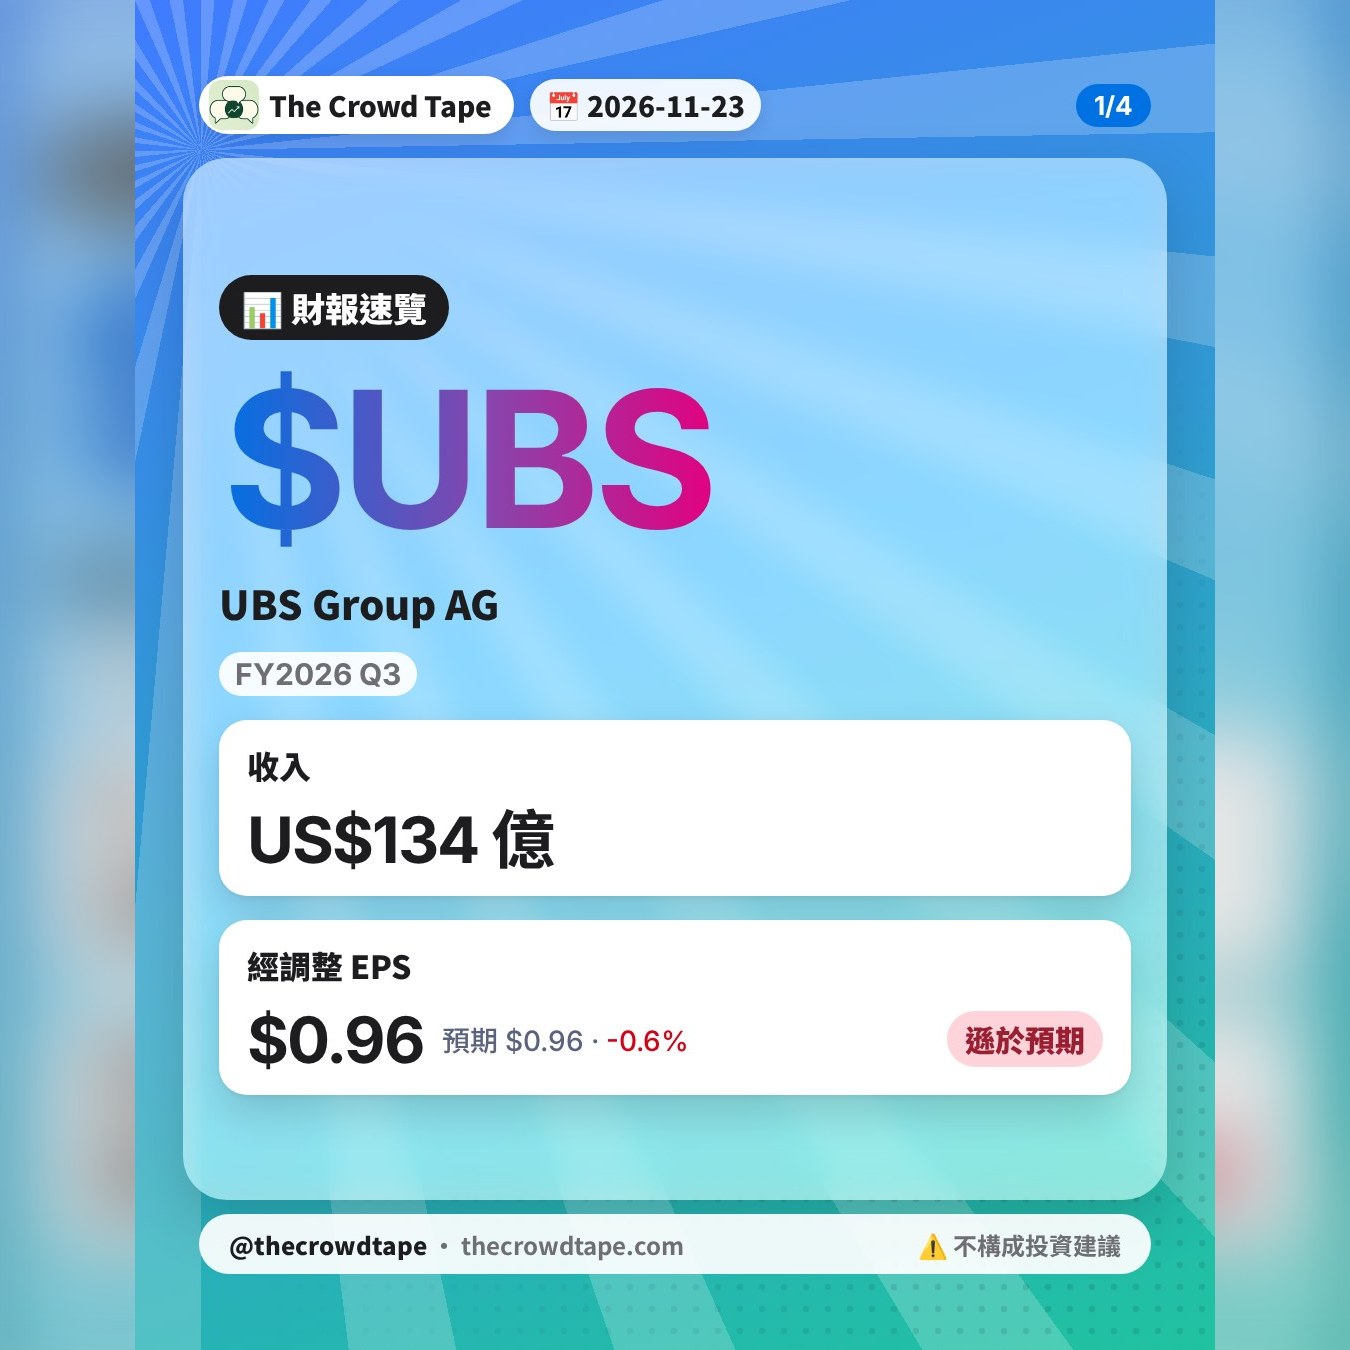 The Crowd Tape
📅 2026-11-23
1/4
📊 財報速覽
$UBS
UBS Group AG
FY2026 Q3
收入
US$134 億
經調整 EPS
$0.96 預期 $0.96 · -0.6% 遜於預期
@thecrowdtape • thecrowdtape.com
⚠️ 不構成投資建議